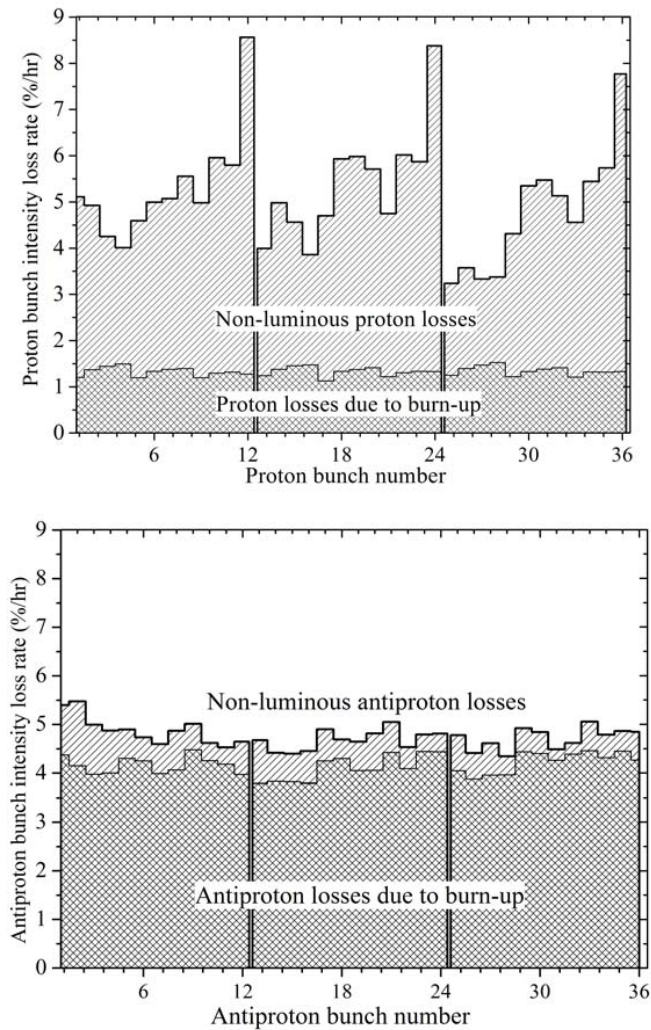 Proton bunch intensity loss rate (%/hr)
9
8
7
6
5
4
3
2
1
0
Non-luminous proton losses
Proton losses due to burn-up
6 12 18 24 30 36
Proton bunch number
Antiproton bunch intensity loss rate (%/hr)
9
8
7
6
5
4
3
2
1
0
Non-luminous antiproton losses
Antiproton losses due to burn-up
6 12 18 24 30 36
Antiproton bunch number